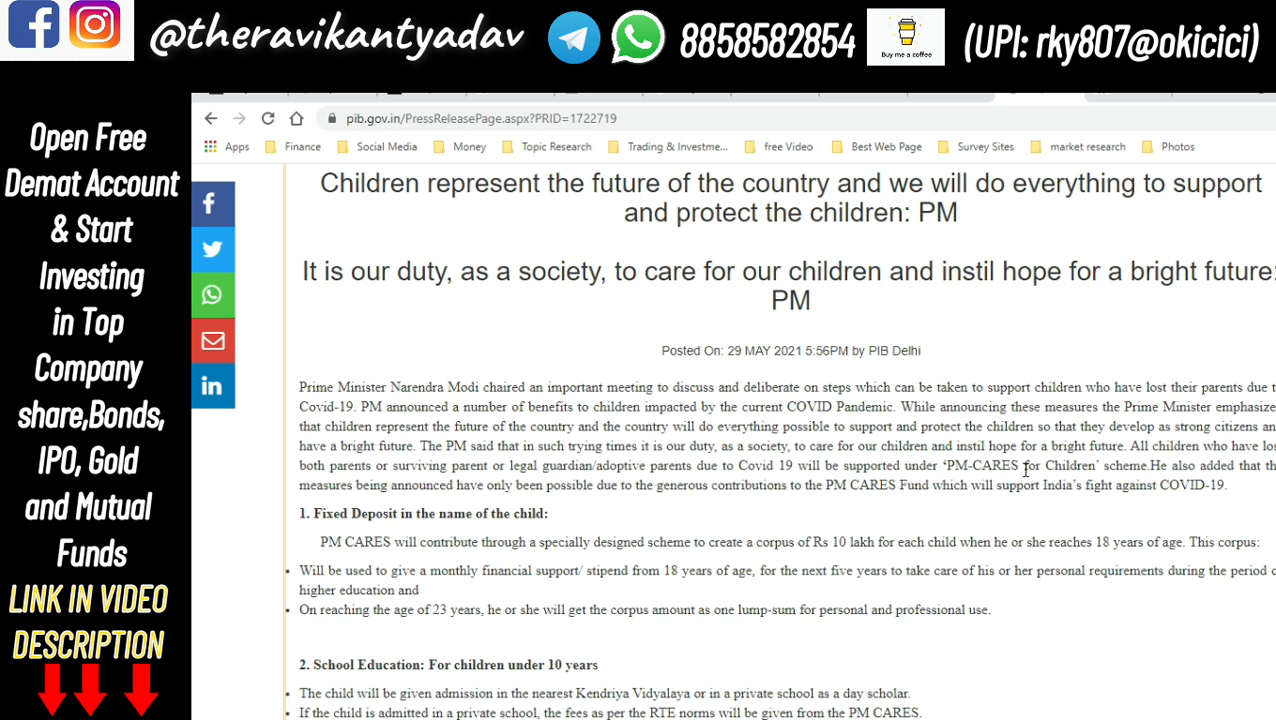 @theravikantyadav 8858582854 Buy me a coffee (UPI: rky807@okicici)
Open Free
Demat Account
& Start
Investing
in Top
Company
share,Bonds,
IPO, Gold
and Mutual
Funds
LINK IN VIDEO
DESCRIPTION
pib.gov.in/PressReleasePage.aspx?PRID=1722719
Apps Finance Social Media Money Topic Research Trading & Investme... free Video Best Web Page Survey Sites market research Photos
Children represent the future of the country and we will do everything to support
and protect the children: PM
It is our duty, as a society, to care for our children and instil hope for a bright future:
PM
Posted On: 29 MAY 2021 5:56PM by PIB Delhi
Prime Minister Narendra Modi chaired an important meeting to discuss and deliberate on steps which can be taken to support children who have lost their parents due t
Covid-19. PM announced a number of benefits to children impacted by the current COVID Pandemic. While announcing these measures the Prime Minister emphasize
that children represent the future of the country and the country will do everything possible to support and protect the children so that they develop as strong citizens an
have a bright future. The PM said that in such trying times it is our duty, as a society, to care for our children and instil hope for a bright future. All children who have los
both parents or surviving parent or legal guardian/adoptive parents due to Covid 19 will be supported under ‘PM-CARES for Children’ scheme.He also added that th
measures being announced have only been possible due to the generous contributions to the PM CARES Fund which will support India’s fight against COVID-19.
1. Fixed Deposit in the name of the child:
PM CARES will contribute through a specially designed scheme to create a corpus of Rs 10 lakh for each child when he or she reaches 18 years of age. This corpus:
Will be used to give a monthly financial support/ stipend from 18 years of age, for the next five years to take care of his or her personal requirements during the period o
higher education and
On reaching the age of 23 years, he or she will get the corpus amount as one lump-sum for personal and professional use.
2. School Education: For children under 10 years
The child will be given admission in the nearest Kendriya Vidyalaya or in a private school as a day scholar.
If the child is admitted in a private school, the fees as per the RTE norms will be given from the PM CARES.